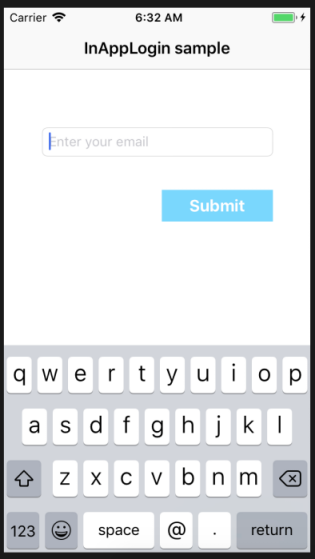 Carrier 6:32 AM
InAppLogin sample
Enter your email
Submit
q w e r t y u i o p
a s d f g h j k l
z x c v b n m
123 space @ . return